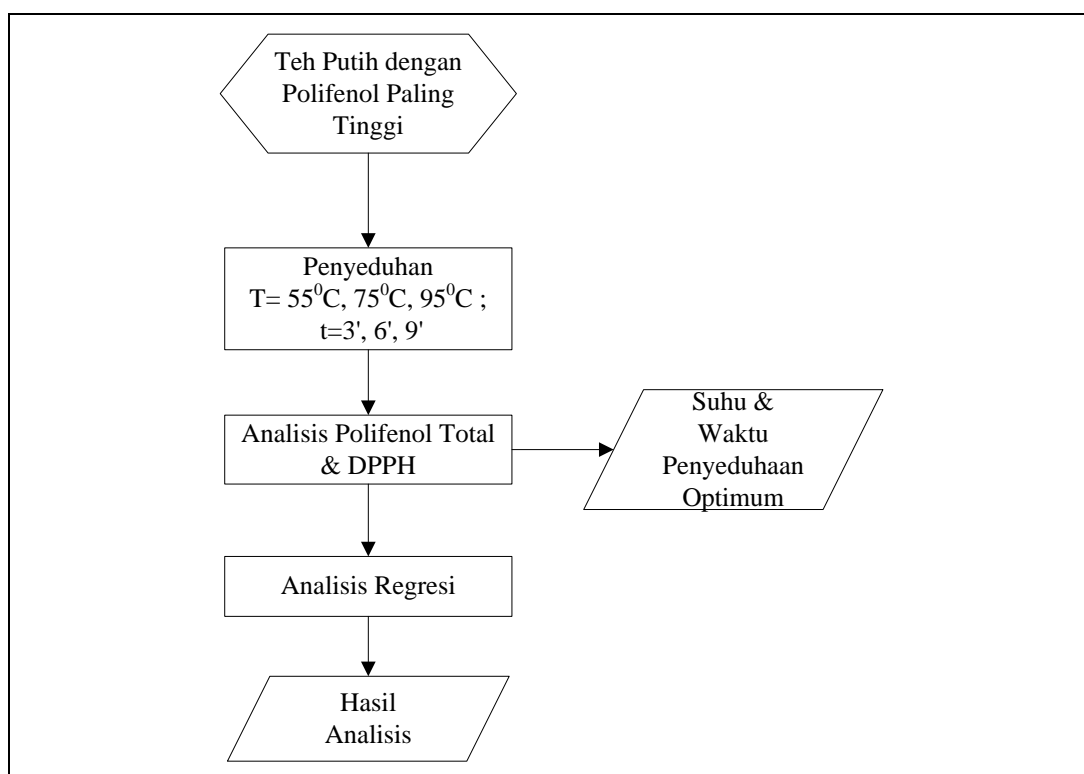 Teh Putih dengan
Polifenol Paling
Tinggi
Penyeduhan
T= 55⁰C, 75⁰C, 95⁰C ;
t=3', 6', 9'
Analisis Polifenol Total
& DPPH
Suhu &
Waktu
Penyeduhaan
Optimum
Analisis Regresi
Hasil
Analisis